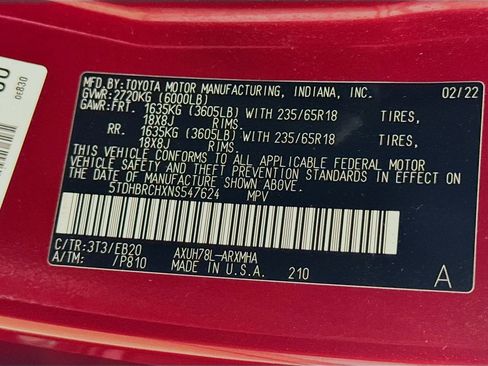 MFD.BY:TOYOTA MOTOR MANUFACTURING, INDIANA, INC. 02/22
GVWR:2720KG (6000LB)
GAWR:FRT. 1635KG (3605LB) WITH 235/65R18 TIRES,
18X8J RIMS.
RR. 1635KG (3605LB) WITH 235/65R18 TIRES,
18X8J RIMS.
THIS VEHICLE CONFORMS TO ALL APPLICABLE FEDERAL MOTOR
VEHICLE SAFETY AND THEFT PREVENTION STANDARDS IN EFFECT ON
THE DATE OF MANUFACTURE SHOWN ABOVE.
5TDHBRCHXNS547624 MPV
C/TR:3T3/EB20 AXUH78L-ARXMHA
A/TM: /P810 MADE IN U.S.A. 210
A
0E830